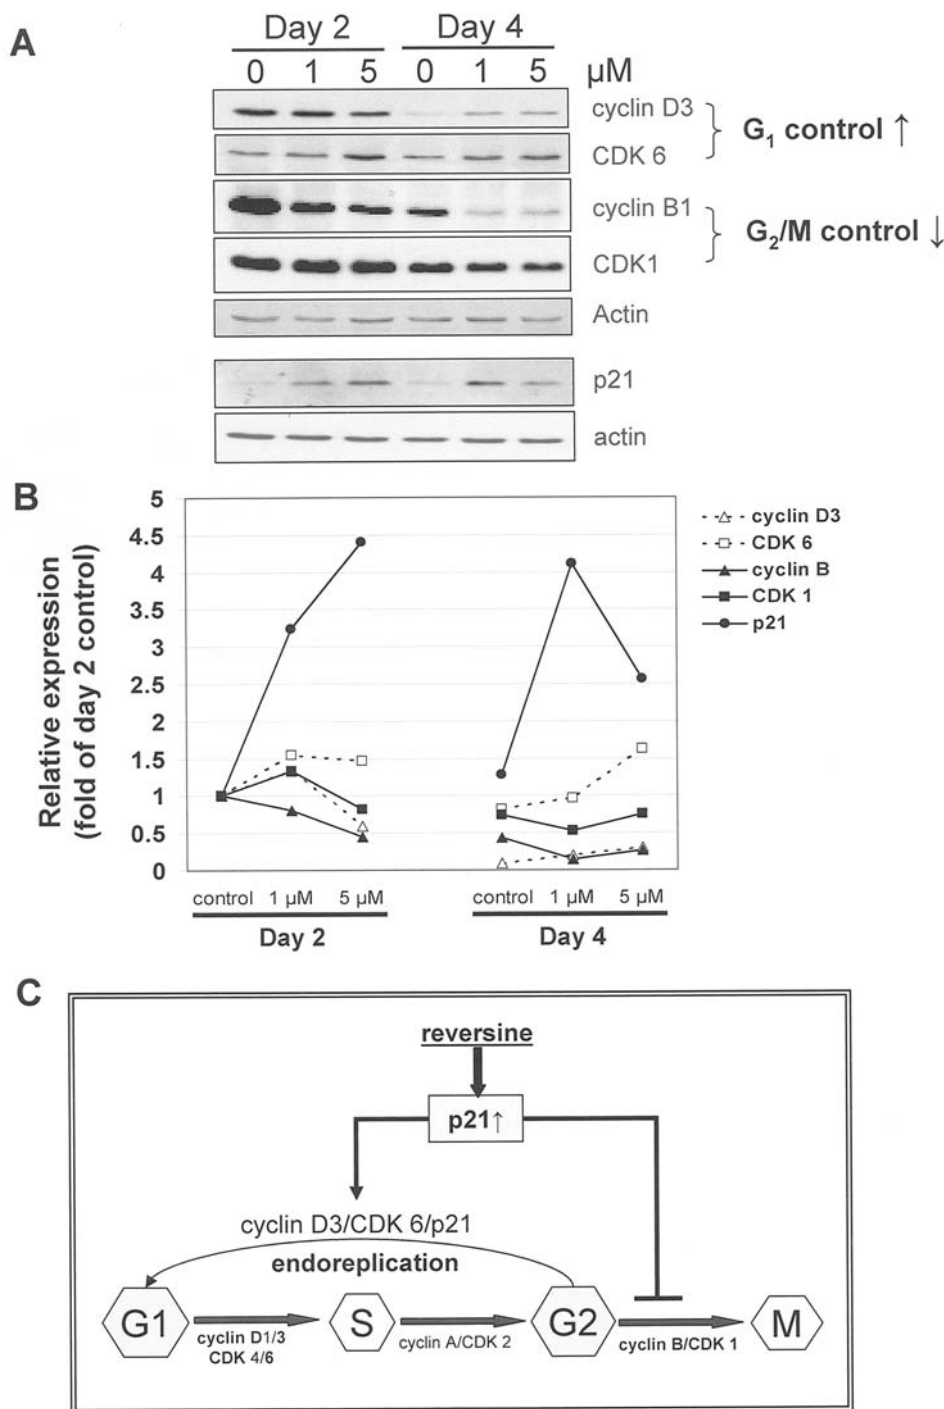 A
Day 2 Day 4
0 1 5 0 1 5 µM
cyclin D3
G1 control ↑
CDK 6
cyclin B1
G2/M control ↓
CDK1
Actin
p21
actin
B
Relative expression
(fold of day 2 control)
5
4.5
4
3.5
3
2.5
2
1.5
1
0.5
0
control 1 µM 5 µM control 1 µM 5 µM
Day 2 Day 4
cyclin D3
CDK 6
cyclin B
CDK 1
p21
C
reversine
p21↑
cyclin D3/CDK 6/p21
endoreplication
G1 S G2 M
cyclin D1/3 cyclin A/CDK 2 cyclin B/CDK 1
CDK 4/6